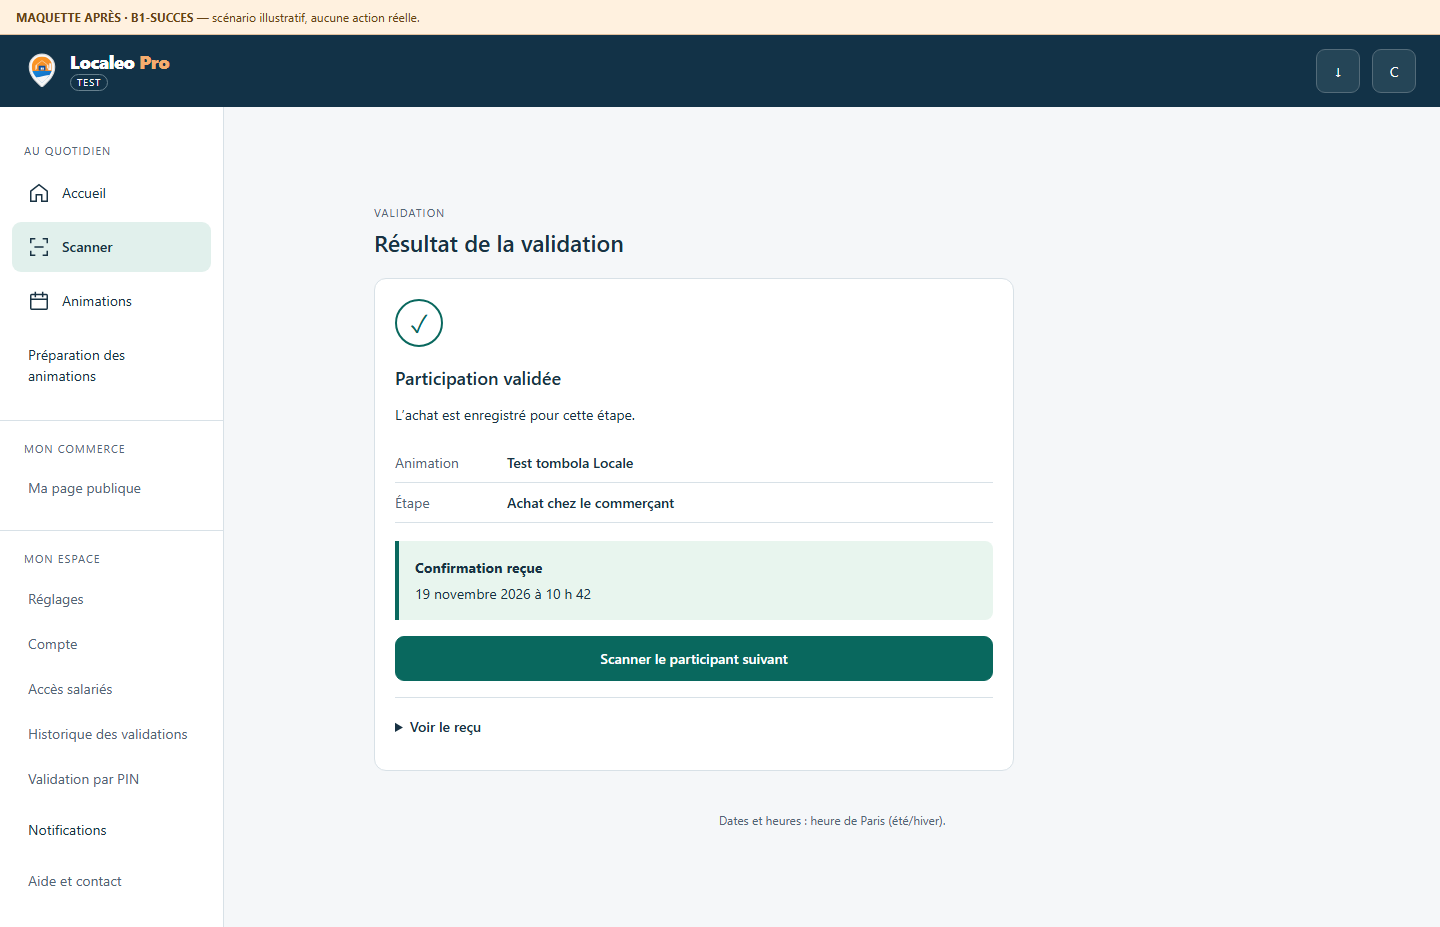 MAQUETTE APRÈS · B1-SUCCES — scénario illustratif, aucune action réelle.
Localeo Pro
TEST
↓
C
AU QUOTIDIEN
Accueil
Scanner
Animations
Préparation des
animations
MON COMMERCE
Ma page publique
MON ESPACE
Réglages
Compte
Accès salariés
Historique des validations
Validation par PIN
Notifications
Aide et contact
VALIDATION
Résultat de la validation
Participation validée
L’achat est enregistré pour cette étape.
Animation Test tombola Locale
Étape Achat chez le commerçant
Confirmation reçue
19 novembre 2026 à 10 h 42
Scanner le participant suivant
Voir le reçu
Dates et heures : heure de Paris (été/hiver).